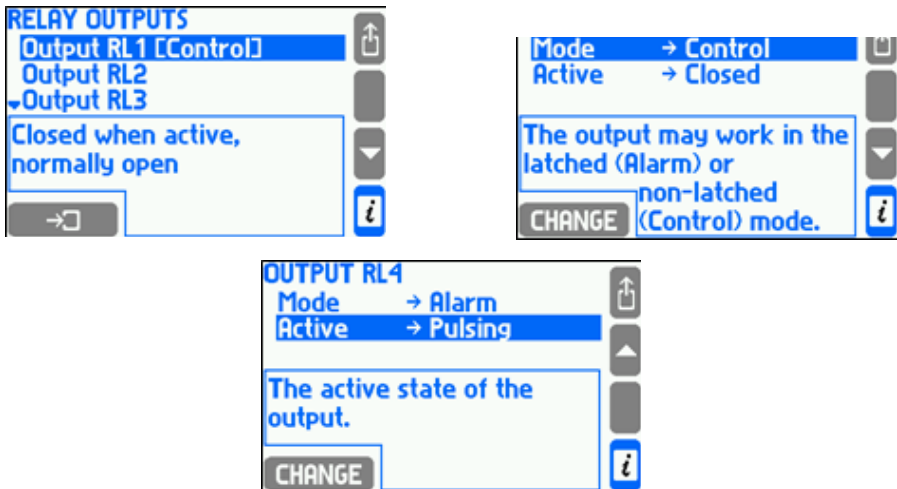 RELAY OUTPUTS
Output RL1 [Control]
Output RL2
Output RL3
Closed when active,
normally open
i
Mode → Control
Active → Closed
The output may work in the
latched (Alarm) or
non-latched
(Control) mode.
CHANGE
i
OUTPUT RL4
Mode → Alarm
Active → Pulsing
The active state of the
output.
CHANGE
i